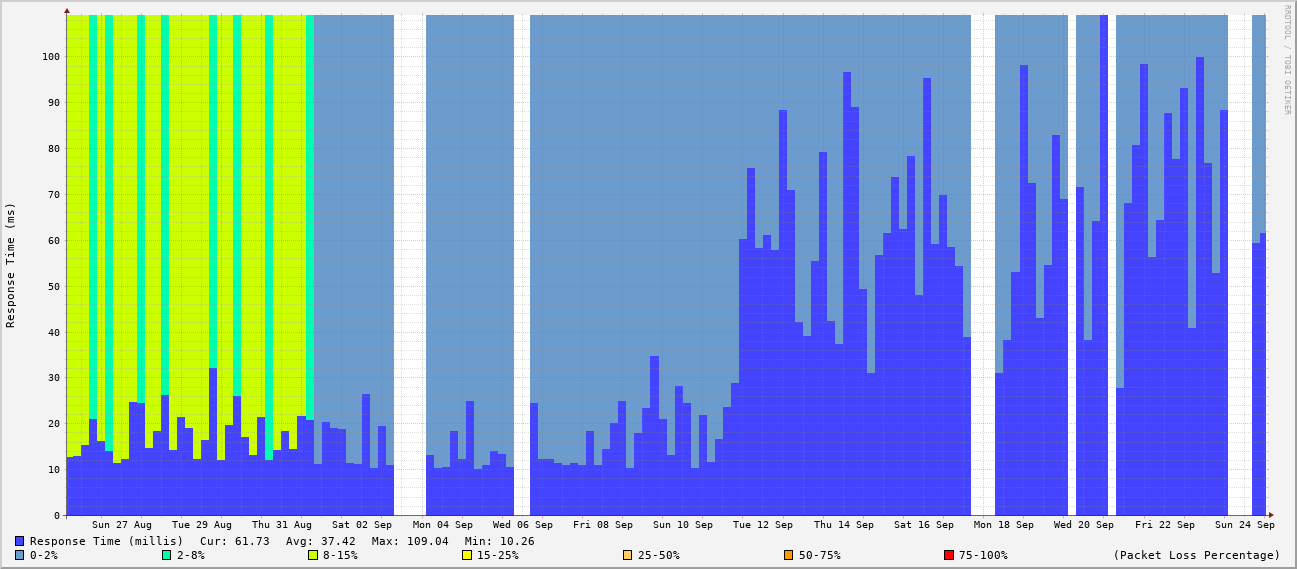 RRDTOOL / TOBI OETIKER
Response Time (ms)
100
90
80
70
60
50
40
30
20
10
0
Sun 27 Aug Tue 29 Aug Thu 31 Aug Sat 02 Sep Mon 04 Sep Wed 06 Sep Fri 08 Sep Sun 10 Sep Tue 12 Sep Thu 14 Sep Sat 16 Sep Mon 18 Sep Wed 20 Sep Fri 22 Sep Sun 24 Sep
Response Time (millis) Cur: 61.73 Avg: 37.42 Max: 109.04 Min: 10.26
0-2% 2-8% 8-15% 15-25% 25-50% 50-75% 75-100% (Packet Loss Percentage)